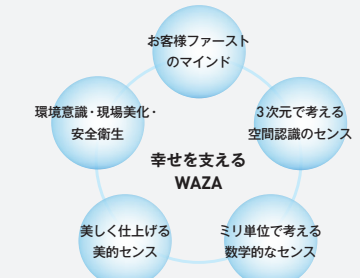 お客様ファースト
のマインド
環境意識・現場美化・
安全衛生
3次元で考える
空間認識のセンス
幸せを支える
WAZA
美しく仕上げる
美的センス
ミリ単位で考える
数学的なセンス